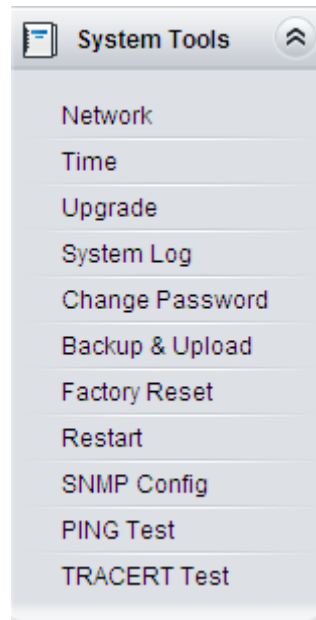 System Tools
Network
Time
Upgrade
System Log
Change Password
Backup & Upload
Factory Reset
Restart
SNMP Config
PING Test
TRACERT Test